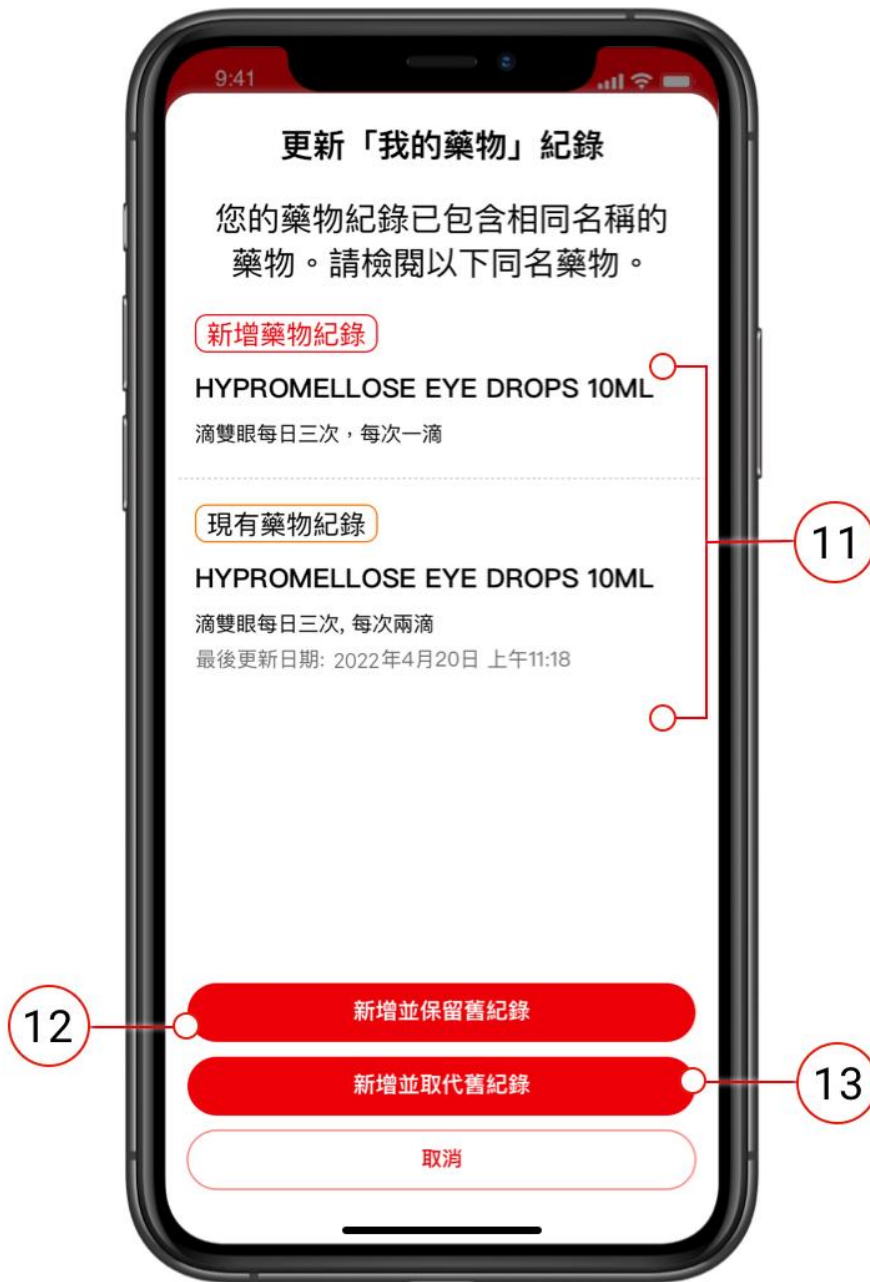 9:41
更新「我的藥物」紀錄
您的藥物紀錄已包含相同名稱的
藥物。請檢閱以下同名藥物。
新增藥物紀錄
HYPROMELLOSE EYE DROPS 10ML
滴雙眼每日三次，每次一滴
現有藥物紀錄
HYPROMELLOSE EYE DROPS 10ML
滴雙眼每日三次, 每次兩滴
最後更新日期: 2022年4月20日 上午11:18
11
新增並保留舊紀錄
12
新增並取代舊紀錄
13
取消